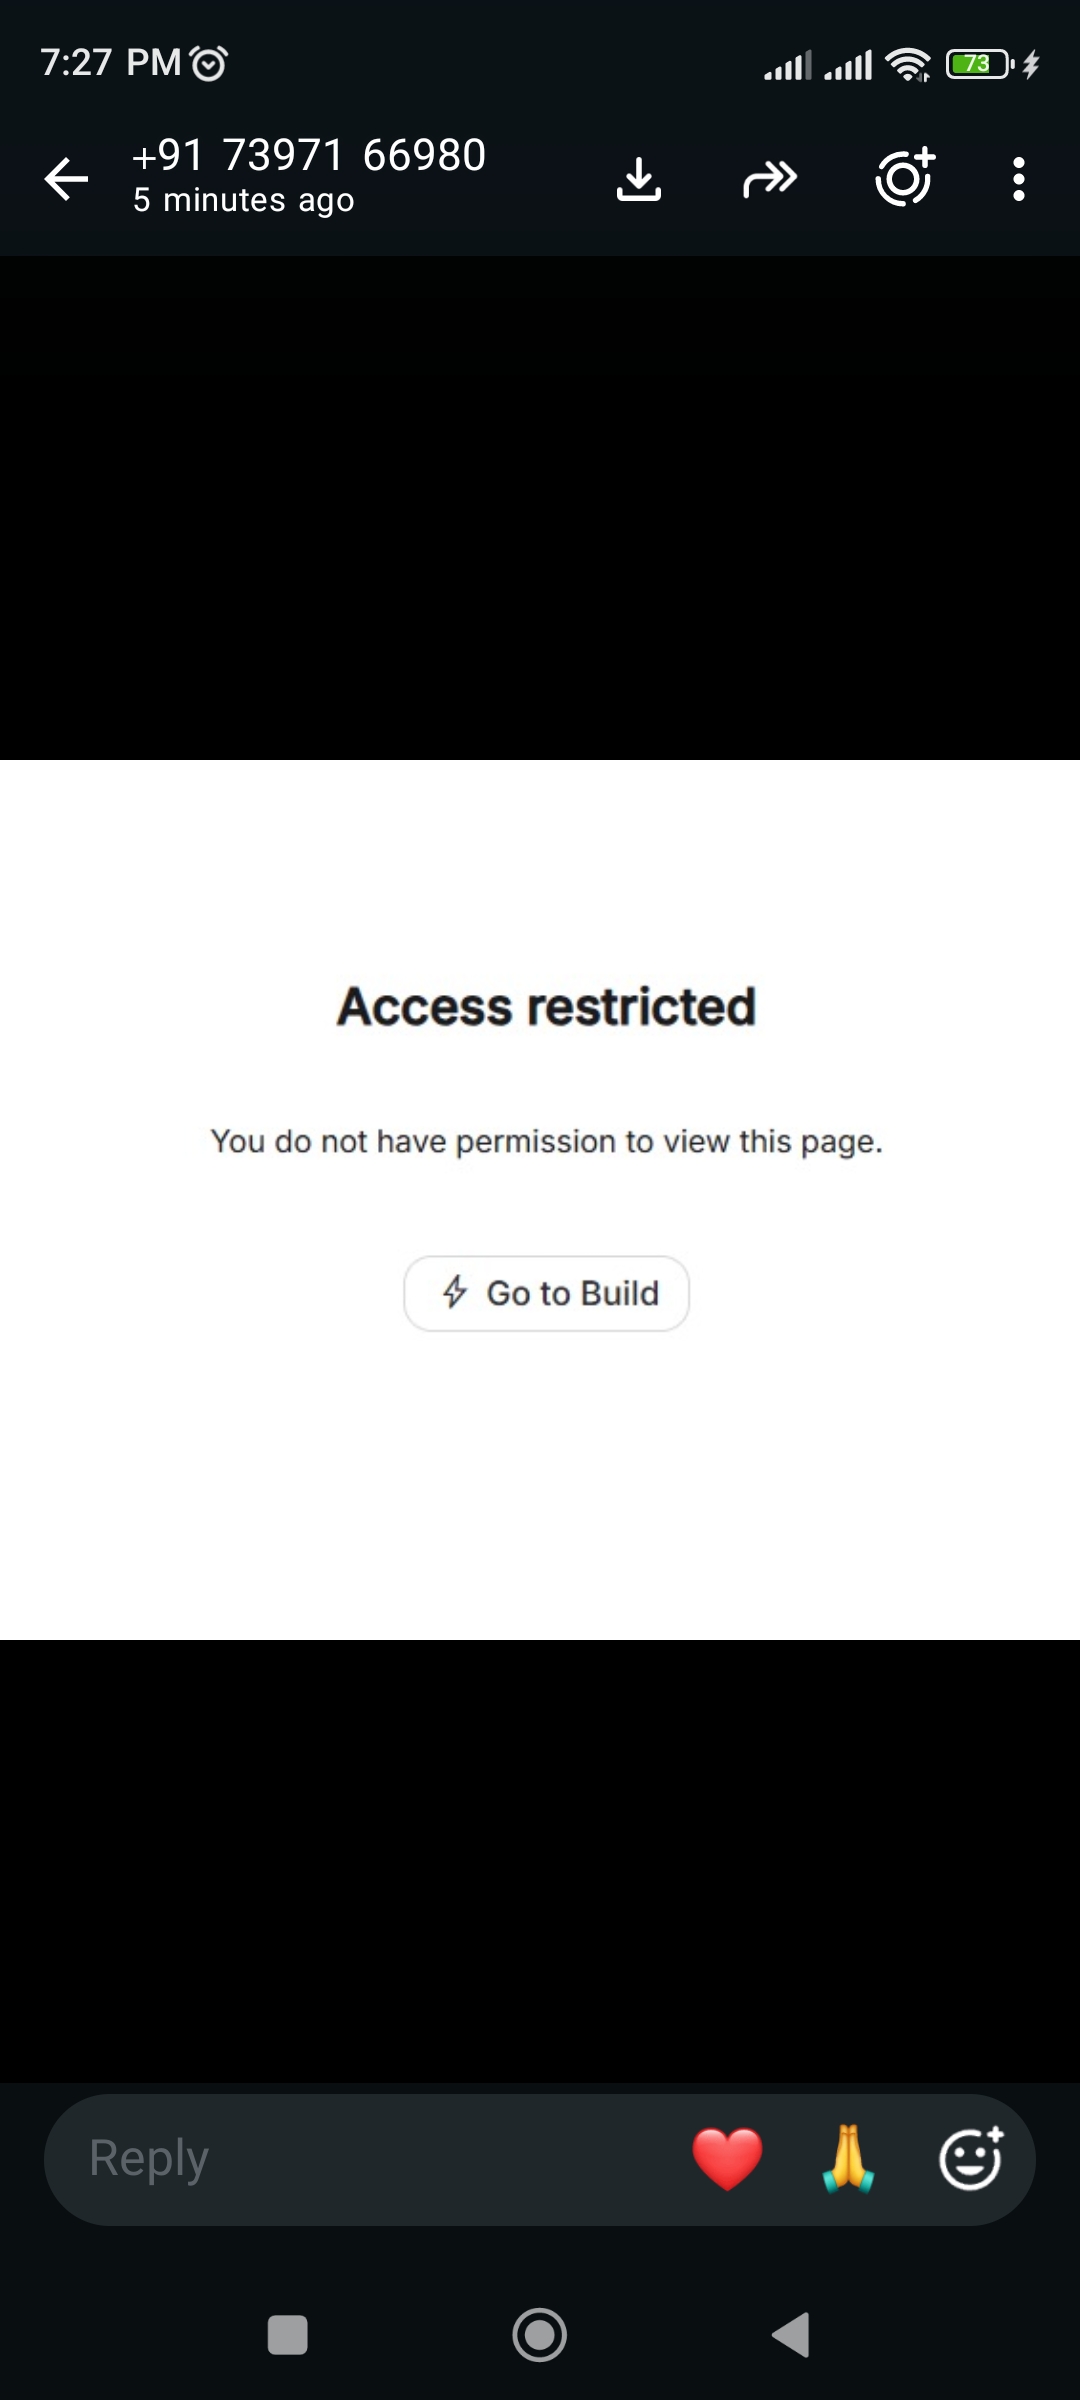 7:27 PM
73
+91 73971 66980
5 minutes ago
Access restricted
You do not have permission to view this page.
Go to Build
Reply